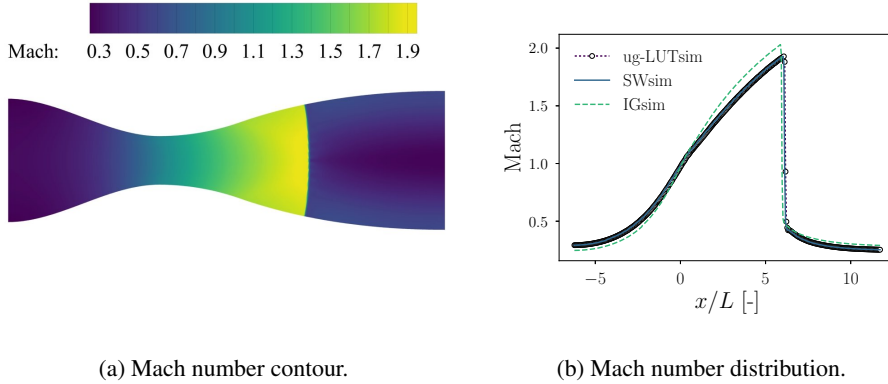 Mach: 0.3 0.5 0.7 0.9 1.1 1.3 1.5 1.7 1.9
2.0
1.5
1.0
0.5
Mach
ug-LUTsim
SWsim
IGsim
−5 0 5 10
x/L [-]
(a) Mach number contour.
(b) Mach number distribution.